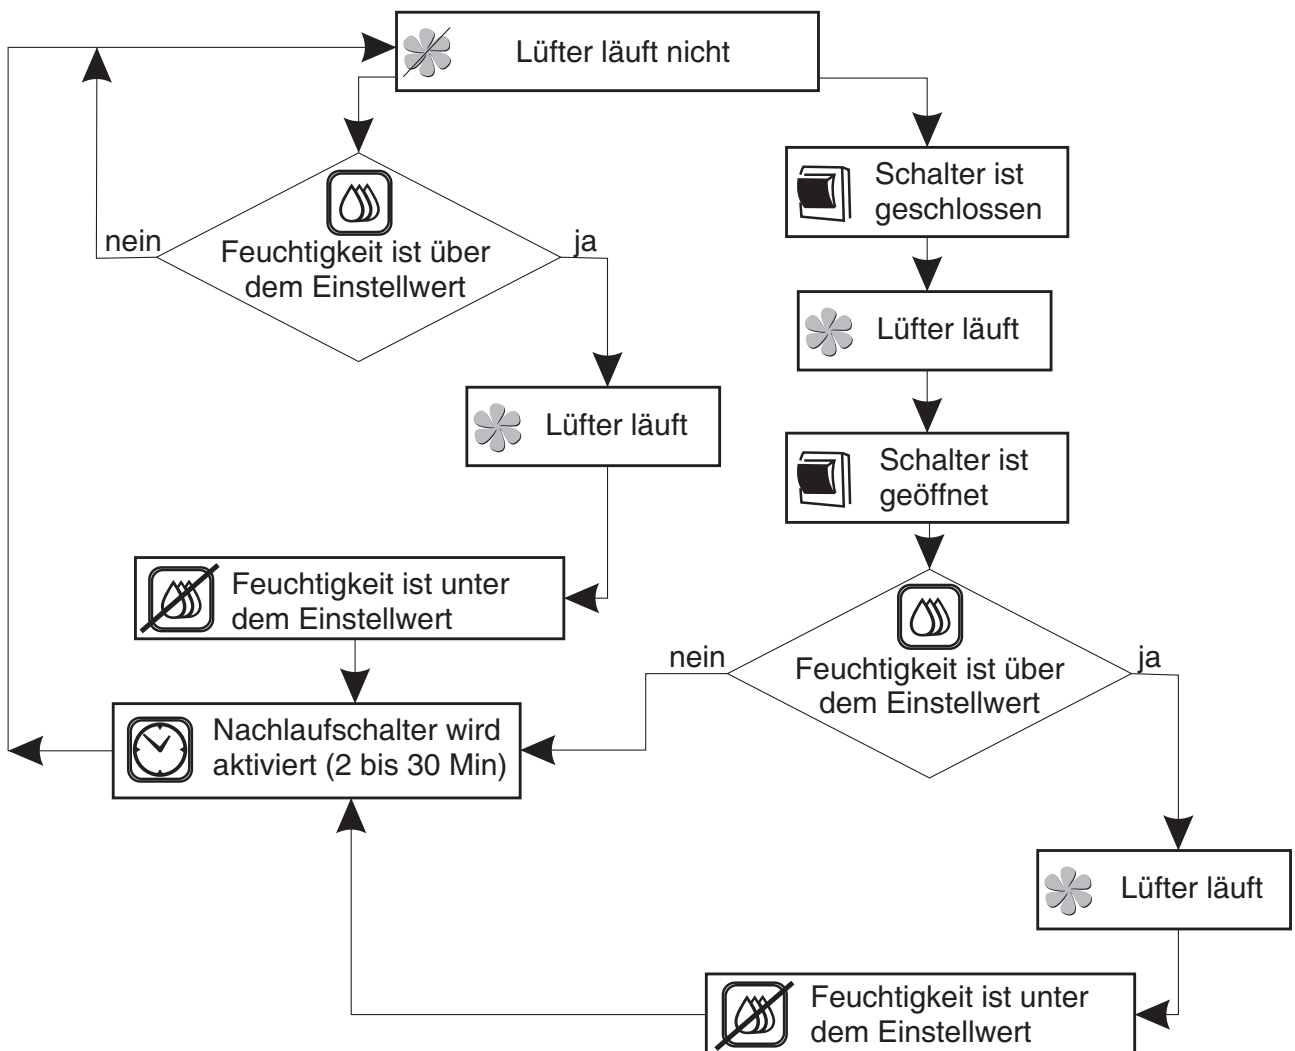 Lüfter läuft nicht
Schalter ist
geschlossen
nein
Feuchtigkeit ist über
dem Einstellwert
ja
Lüfter läuft
Lüfter läuft
Schalter ist
geöffnet
Feuchtigkeit ist unter
dem Einstellwert
nein
Feuchtigkeit ist über
dem Einstellwert
ja
Nachlaufschalter wird
aktiviert (2 bis 30 Min)
Lüfter läuft
Feuchtigkeit ist unter
dem Einstellwert